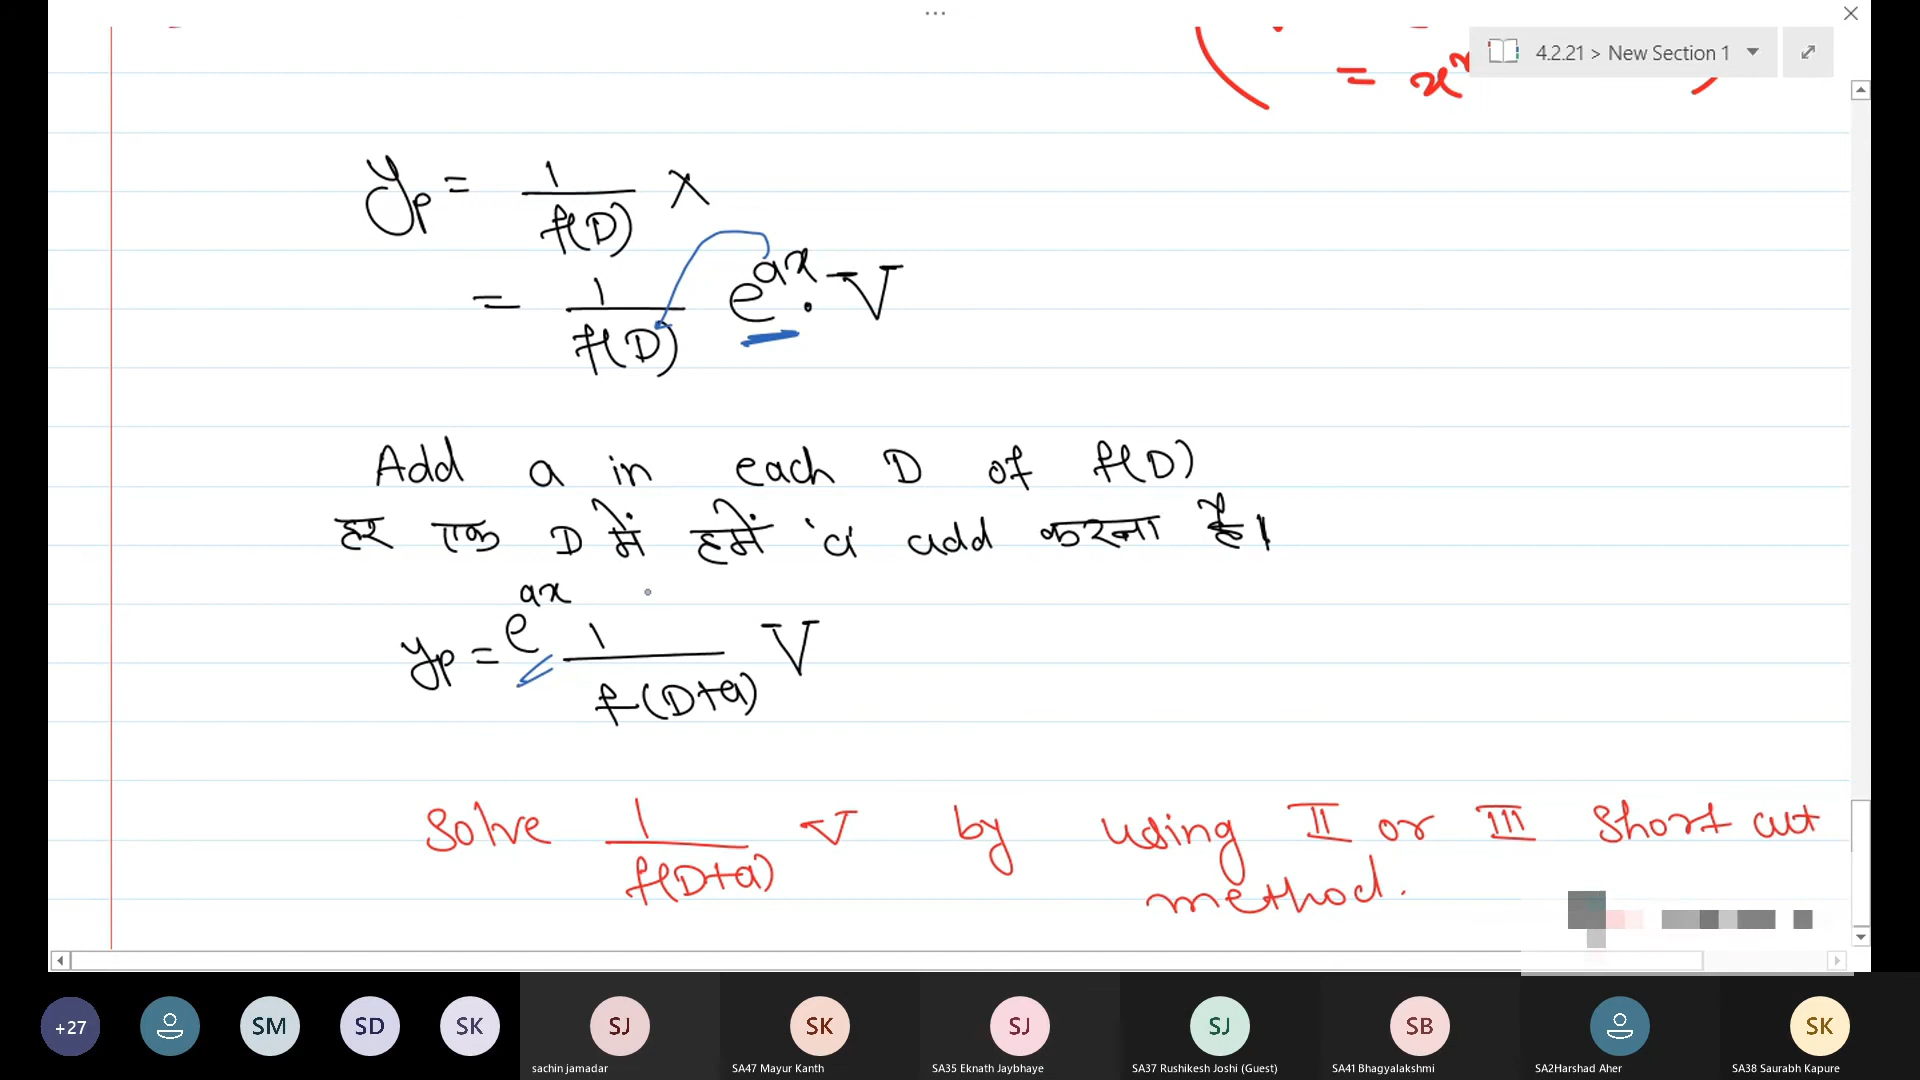 4.2.21 > New Section 1
= x
yp = 1/f(D) X
= 1/f(D) e^ax . V
Add a in each D of f(D)
हर एक D में हमें 'a' add करना है।
yp = e^ax 1/f(D+a) V
Solve 1/f(D+a) V by using II or III short cut
method.
+27
SM
SD
SK
SJ
SK
SJ
SJ
SB
SK
sachin jamadar
SA47 Mayur Kanth
SA35 Eknath Jaybhaye
SA37 Rushikesh Joshi (Guest)
SA41 Bhagyalakshmi
SA2Harshad Aher
SA38 Saurabh Kapure